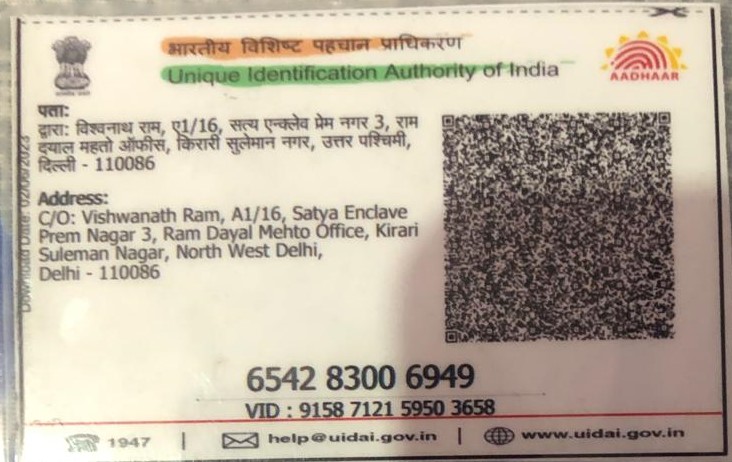 भारतीय विशिष्ट पहचान प्राधिकरण
Unique Identification Authority of India
AADHAAR
पता:
द्वारा: विश्वनाथ राम, ए1/16, सत्य एन्क्लेव प्रेम नगर 3, राम
दयाल महतो ऑफीस, किरारी सुलेमान नगर, उत्तर पश्चिमी,
दिल्ली - 110086
Address:
C/O: Vishwanath Ram, A1/16, Satya Enclave
Prem Nagar 3, Ram Dayal Mehto Office, Kirari
Suleman Nagar, North West Delhi,
Delhi - 110086
Download Date: 02/06/2023
6542 8300 6949
VID : 9158 7121 5950 3658
1947 | help@uidai.gov.in | www.uidai.gov.in